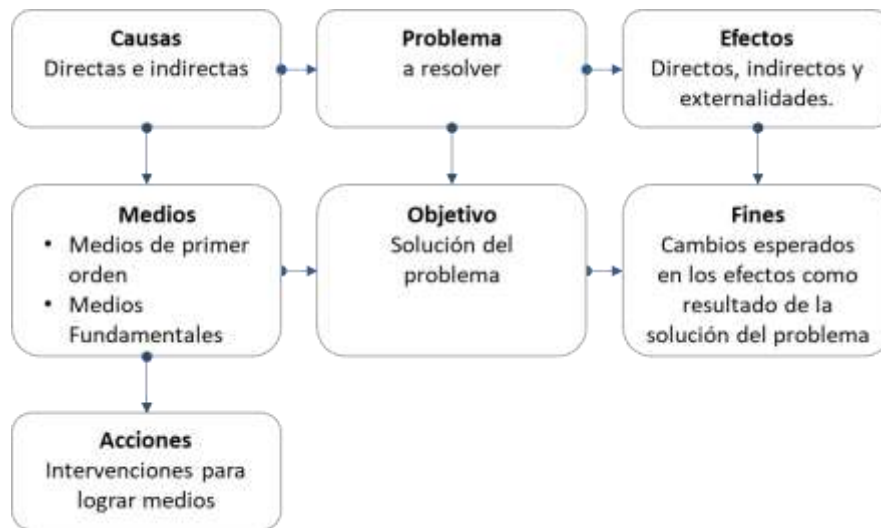 Causas
Directas e indirectas
Problema
a resolver
Efectos
Directos, indirectos y
externalidades.
Medios
• Medios de primer
orden
• Medios
Fundamentales
Objetivo
Solución del
problema
Fines
Cambios esperados
en los efectos como
resultado de la
solución del problema
Acciones
Intervenciones para
lograr medios